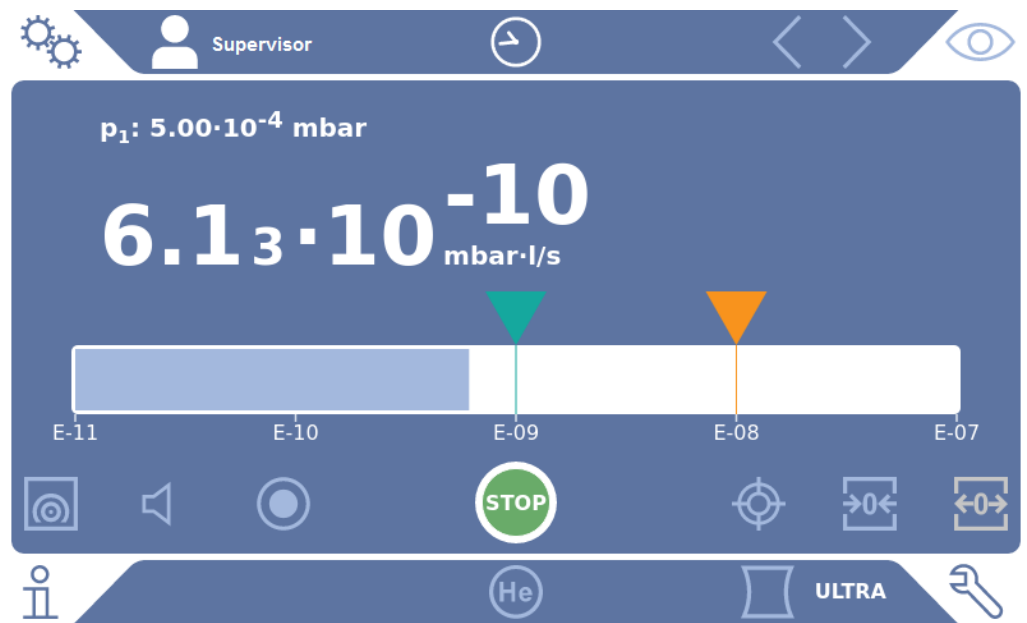 Supervisor
p₁: 5.00·10⁻⁴ mbar
6.13·10⁻¹⁰ mbar·l/s
E-11 E-10 E-09 E-08 E-07
STOP →0← ←0→
He ULTRA